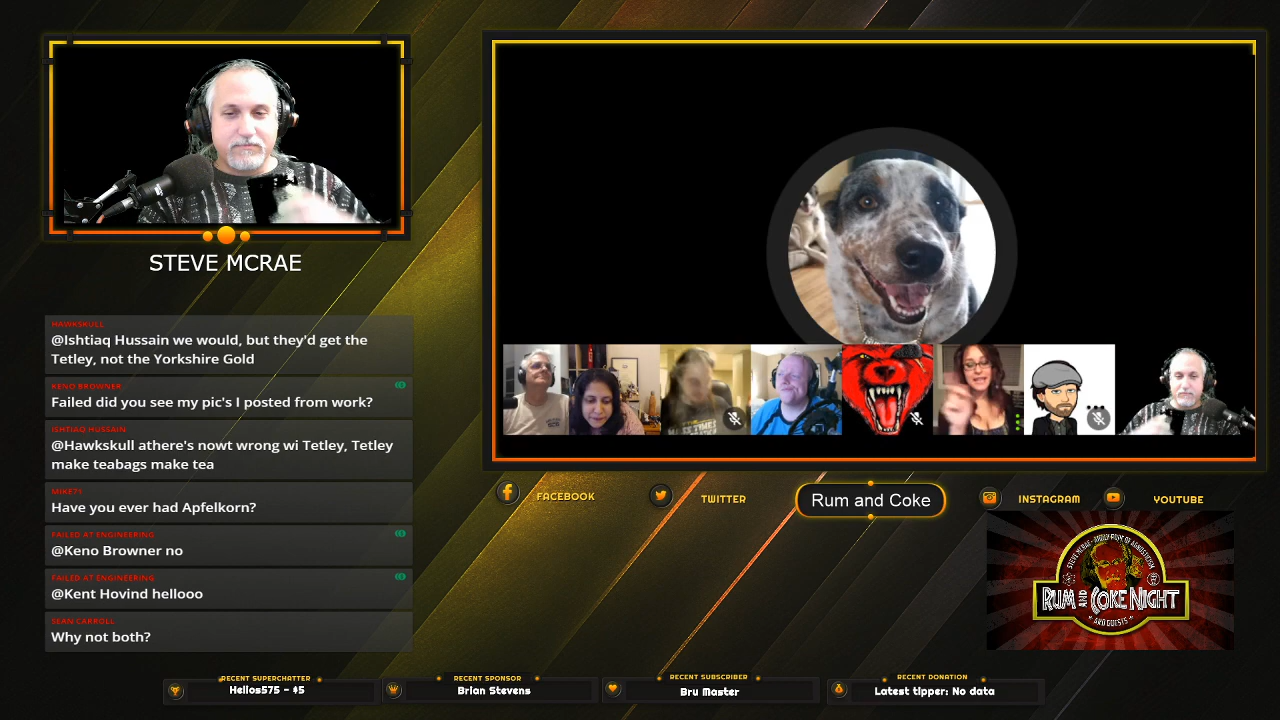 STEVE MCRAE
HAWKSKULL
@Ishtiaq Hussain we would, but they'd get the
Tetley, not the Yorkshire Gold
KENO BROWNER
Failed did you see my pic's I posted from work?
ISHTIAQ HUSSAIN
@Hawkskull athere's nowt wrong wi Tetley, Tetley
make teabags make tea
MIKE71
Have you ever had Apfelkorn?
FAILED AT ENGINEERING
@Keno Browner no
FAILED AT ENGINEERING
@Kent Hovind hellooo
SEAN CARROLL
Why not both?
FACEBOOK
TWITTER
Rum and Coke
INSTAGRAM
YOUTUBE
RUM AND COKE NIGHT
AND GUESTS
RECENT SUPERCHATTER
Helios575 - $5
RECENT SPONSOR
Brian Stevens
RECENT SUBSCRIBER
Bru Master
RECENT DONATION
Latest tipper: No data